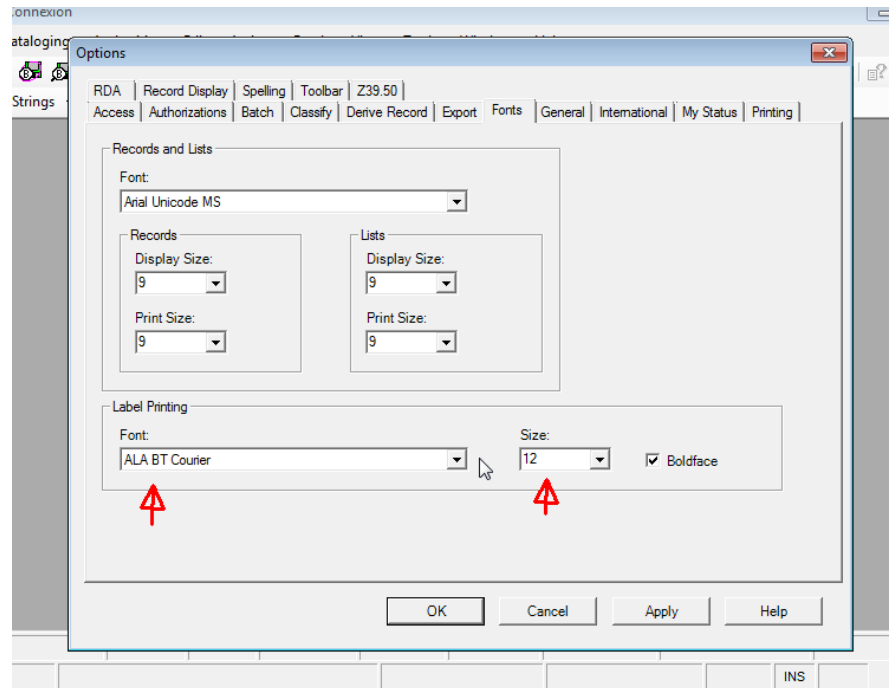 onnexion
ataloging
Options
Strings
RDA Record Display Spelling Toolbar Z39.50
Access Authorizations Batch Classify Derive Record Export Fonts General International My Status Printing
Records and Lists
Font:
Arial Unicode MS
Records Lists
Display Size: Display Size:
9 9
Print Size: Print Size:
9 9
Label Printing
Font: Size:
ALA BT Courier 12 Boldface
OK Cancel Apply Help
INS